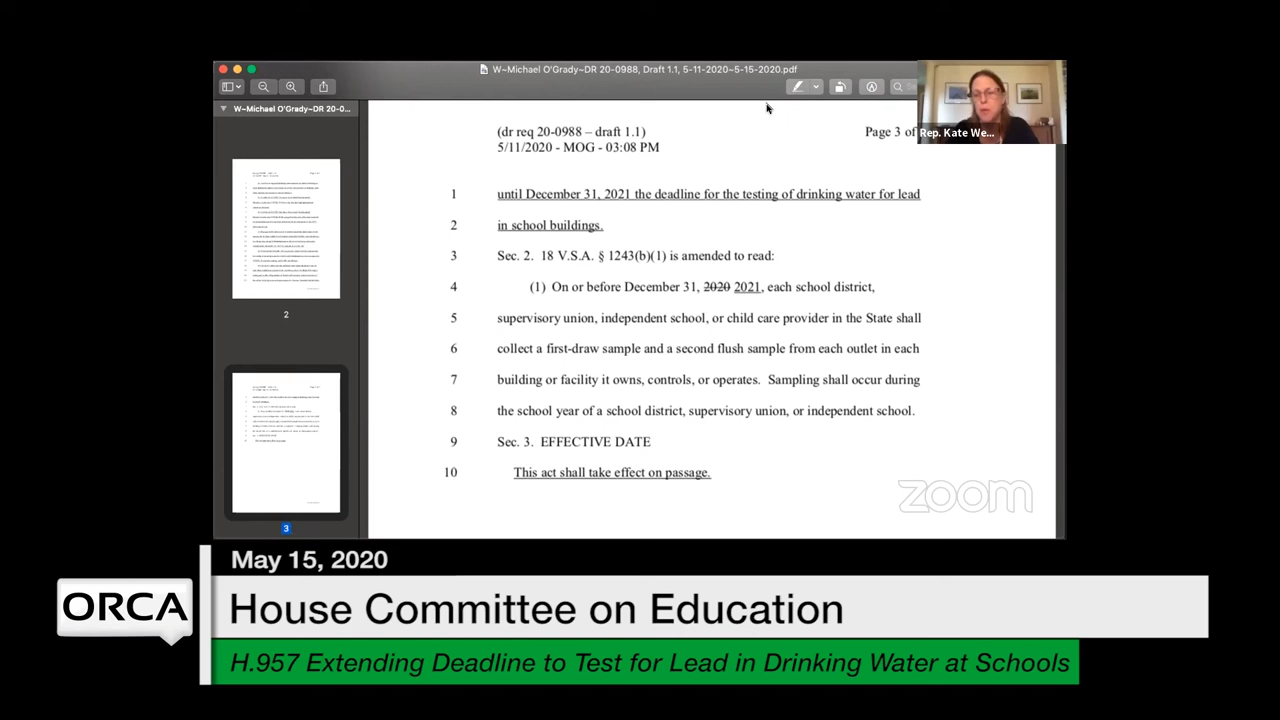 W~Michael O'Grady~DR 20-0988, Draft 1.1, 5-11-2020~5-15-2020.pdf
W~Michael O'Grady~DR 20-0...
2
3
(dr req 20-0988 – draft 1.1)
Page 3 of
5/11/2020 - MOG - 03:08 PM
Rep. Kate We...
1 until December 31, 2021 the deadline for the testing of drinking water for lead
2 in school buildings.
3 Sec. 2. 18 V.S.A. § 1243(b)(1) is amended to read:
4 (1) On or before December 31, 2020 2021, each school district,
5 supervisory union, independent school, or child care provider in the State shall
6 collect a first-draw sample and a second flush sample from each outlet in each
7 building or facility it owns, controls, or operates. Sampling shall occur during
8 the school year of a school district, supervisory union, or independent school.
9 Sec. 3. EFFECTIVE DATE
10 This act shall take effect on passage.
zoom
May 15, 2020
ORCA
House Committee on Education
H.957 Extending Deadline to Test for Lead in Drinking Water at Schools